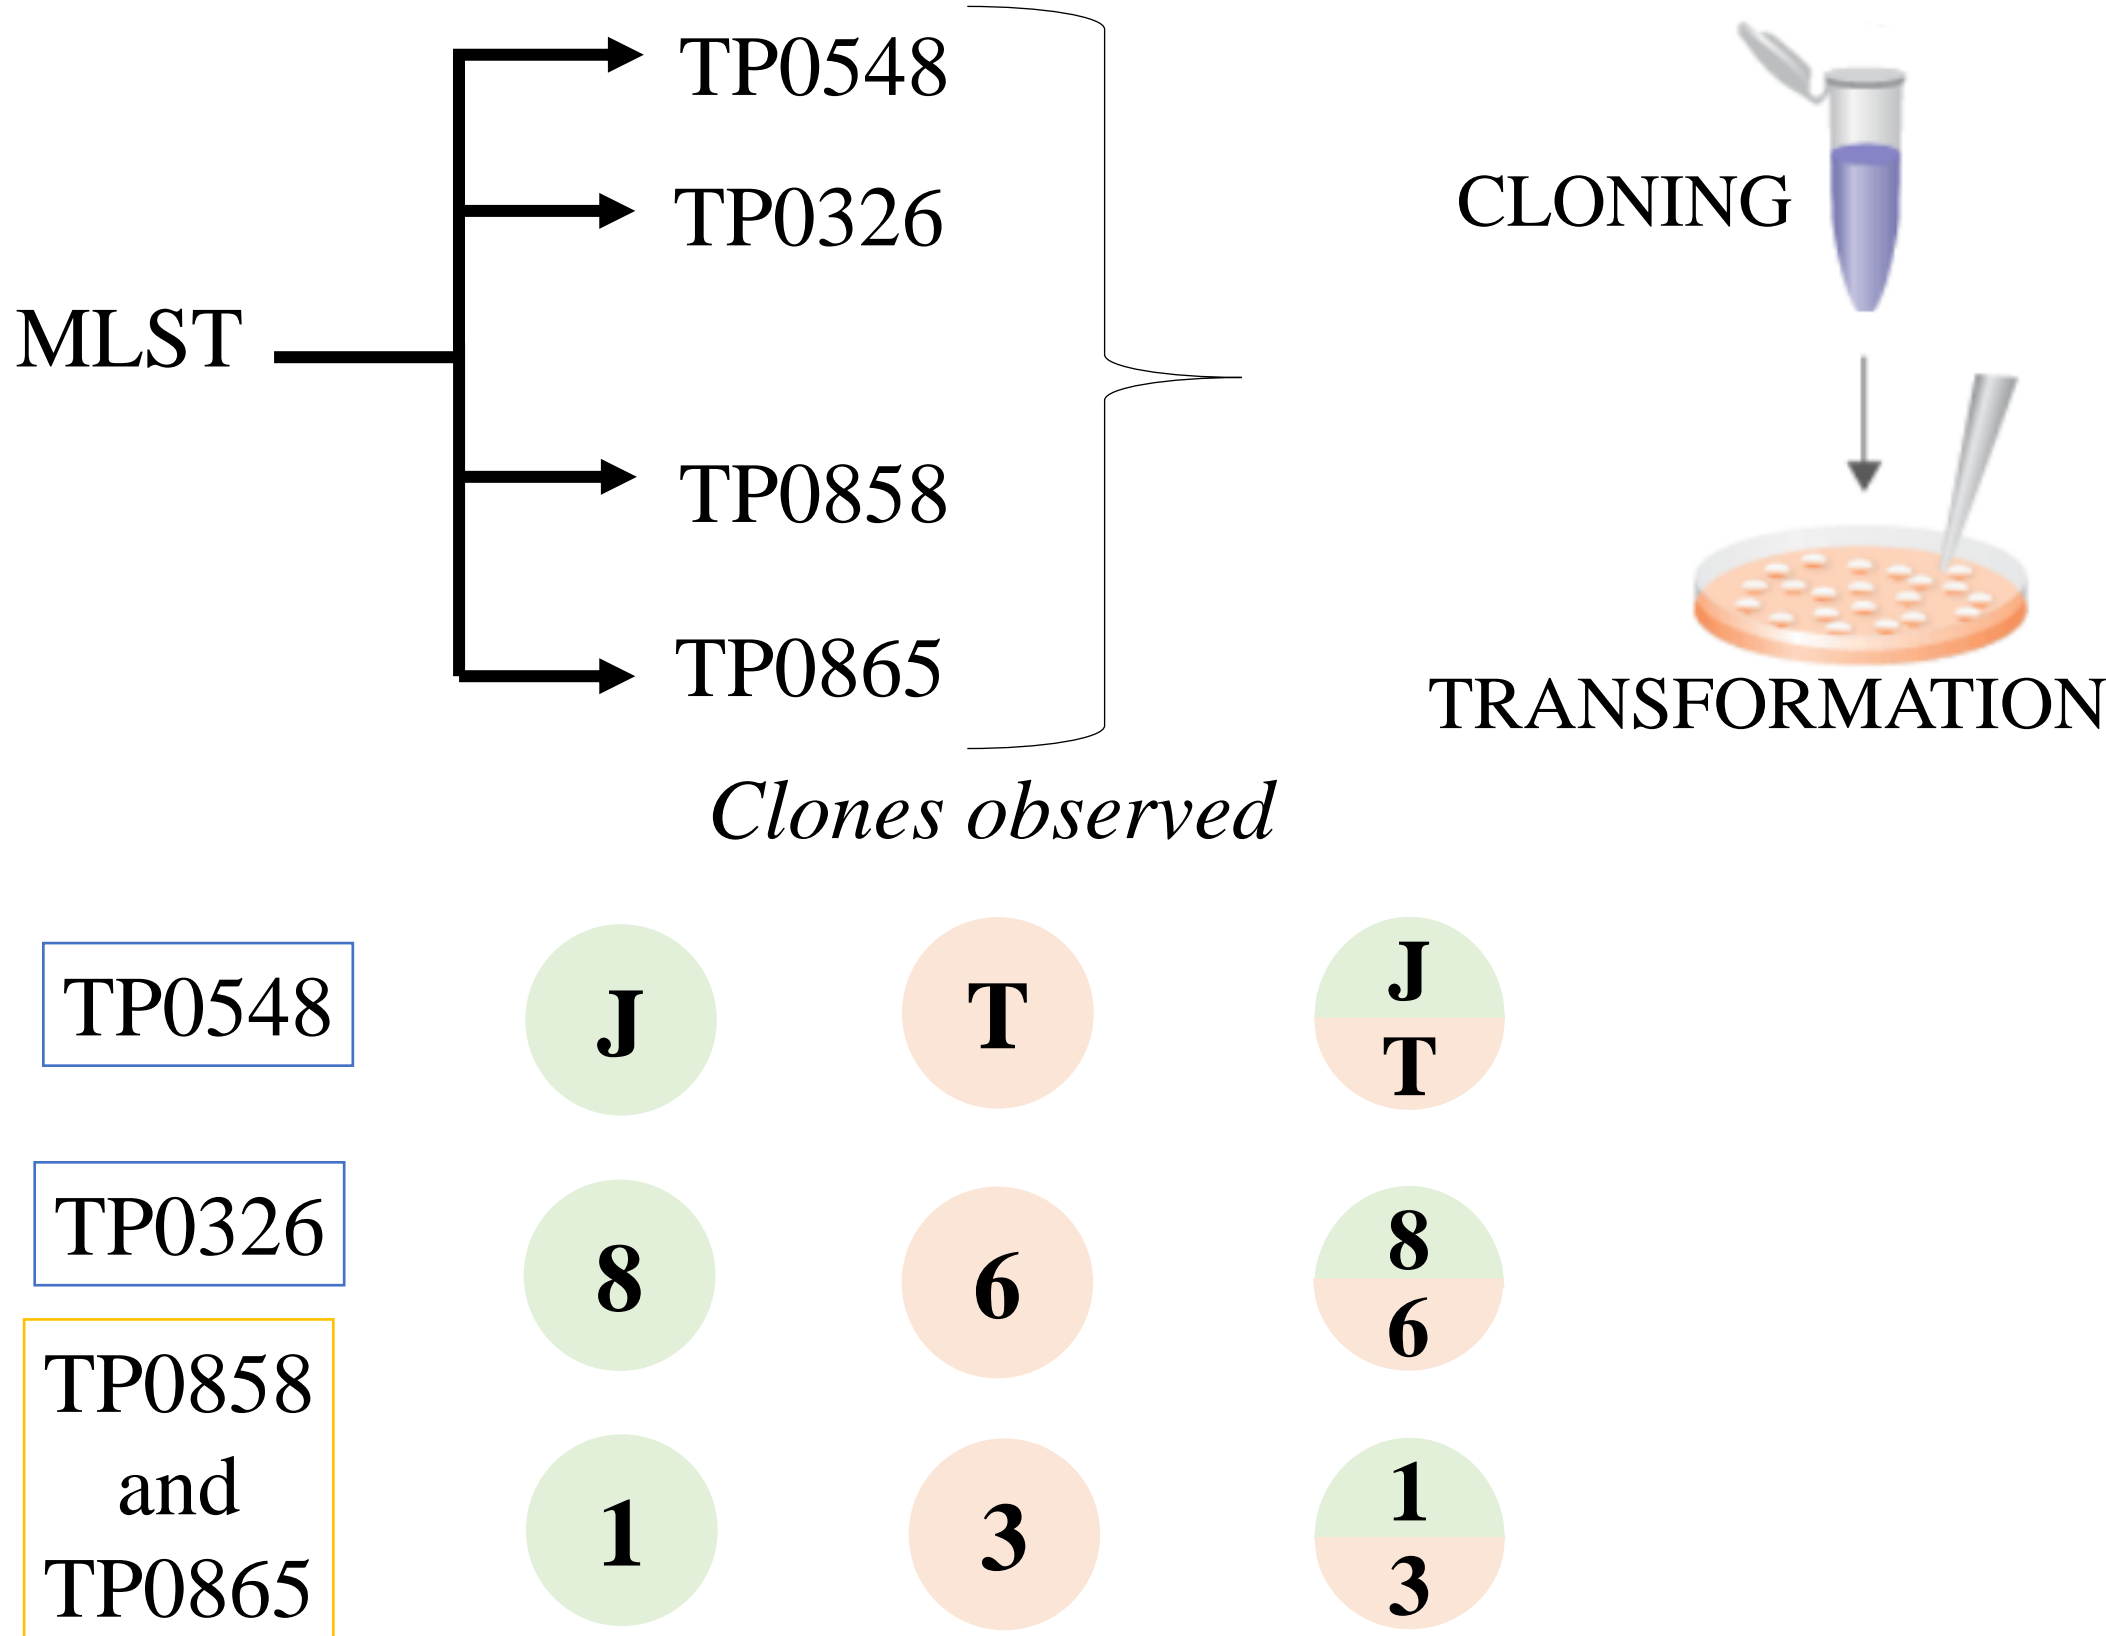 MLST
TP0548
TP0326
TP0858
TP0865
CLONING
TRANSFORMATION
Clones observed
TP0548
J
T
J
T
TP0326
8
6
8
6
TP0858
and
TP0865
1
3
1
3